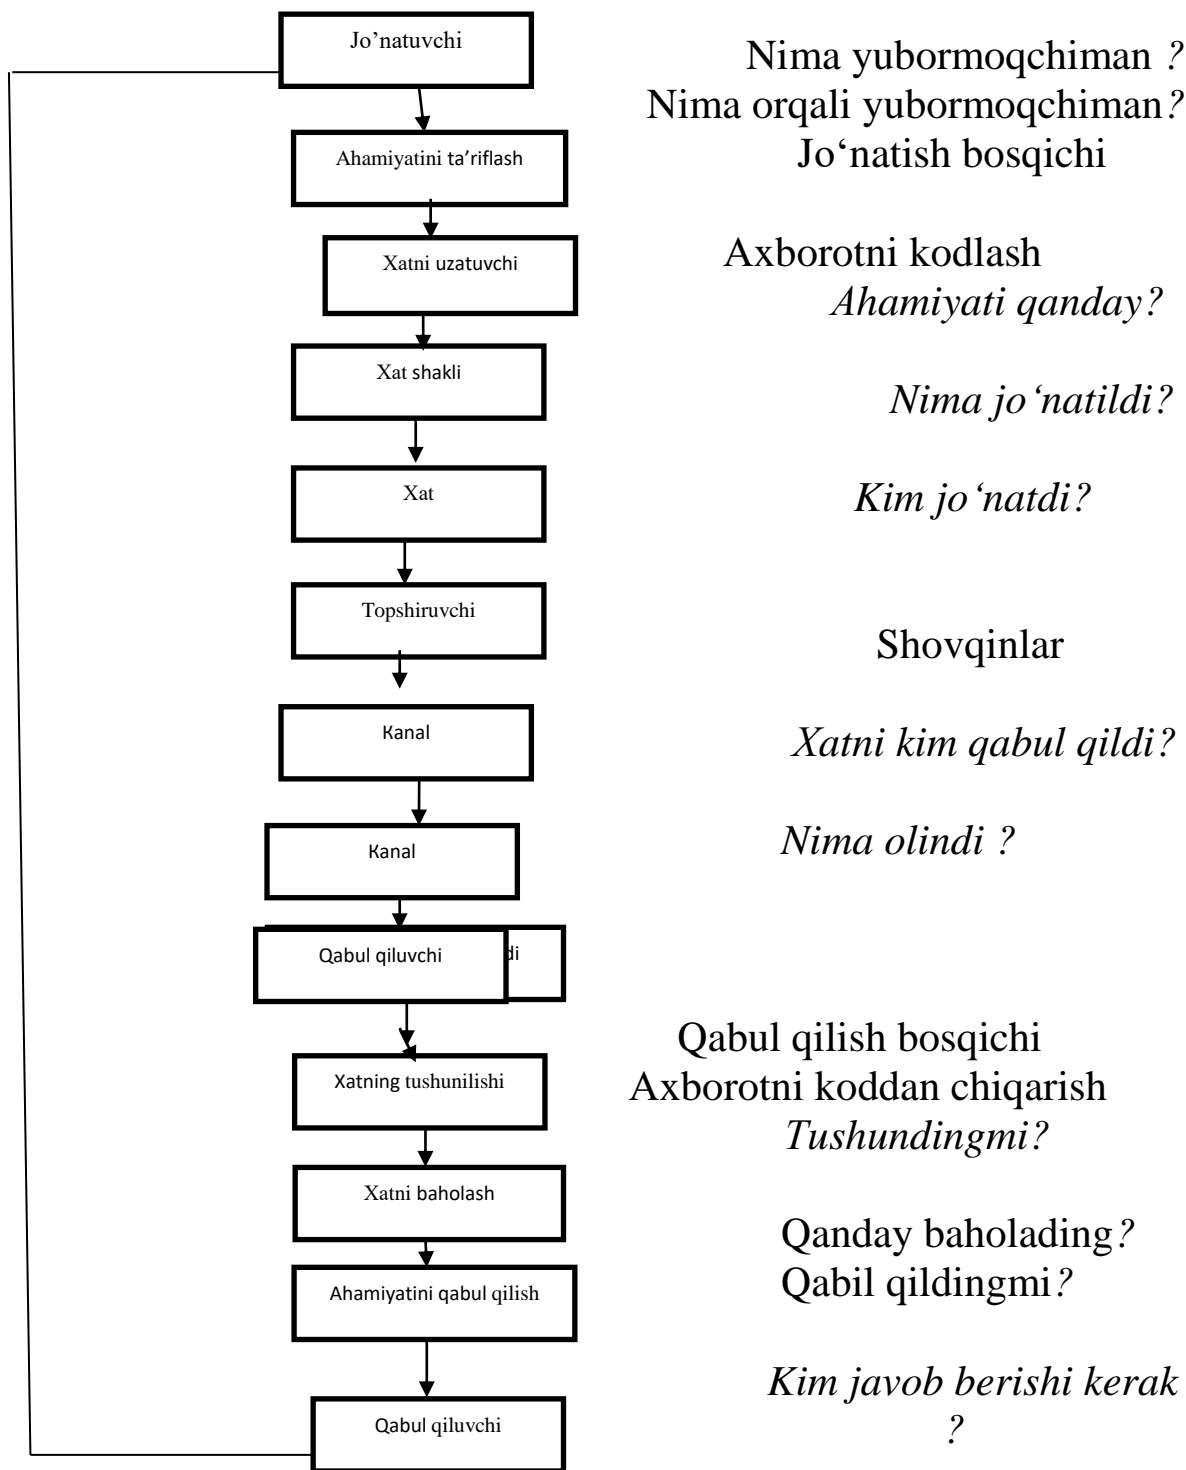 Jo’natuvchi
Nima yubormoqchiman ?
Nima orqali yubormoqchiman?
Jo‘natish bosqichi
Ahamiyatini ta’riflash
Xatni uzatuvchi
Axborotni kodlash
Ahamiyati qanday?
Xat shakli
Nima jo‘natildi?
Xat
Kim jo‘natdi?
Topshiruvchi
Shovqinlar
Kanal
Xatni kim qabul qildi?
Kanal
Nima olindi ?
Qabul qiluvchi
di
Qabul qilish bosqichi
Axborotni koddan chiqarish
Tushundingmi?
Xatning tushunilishi
Xatni baholash
Qanday baholading?
Qabil qildingmi?
Ahamiyatini qabul qilish
Kim javob berishi kerak
?
Qabul qiluvchi